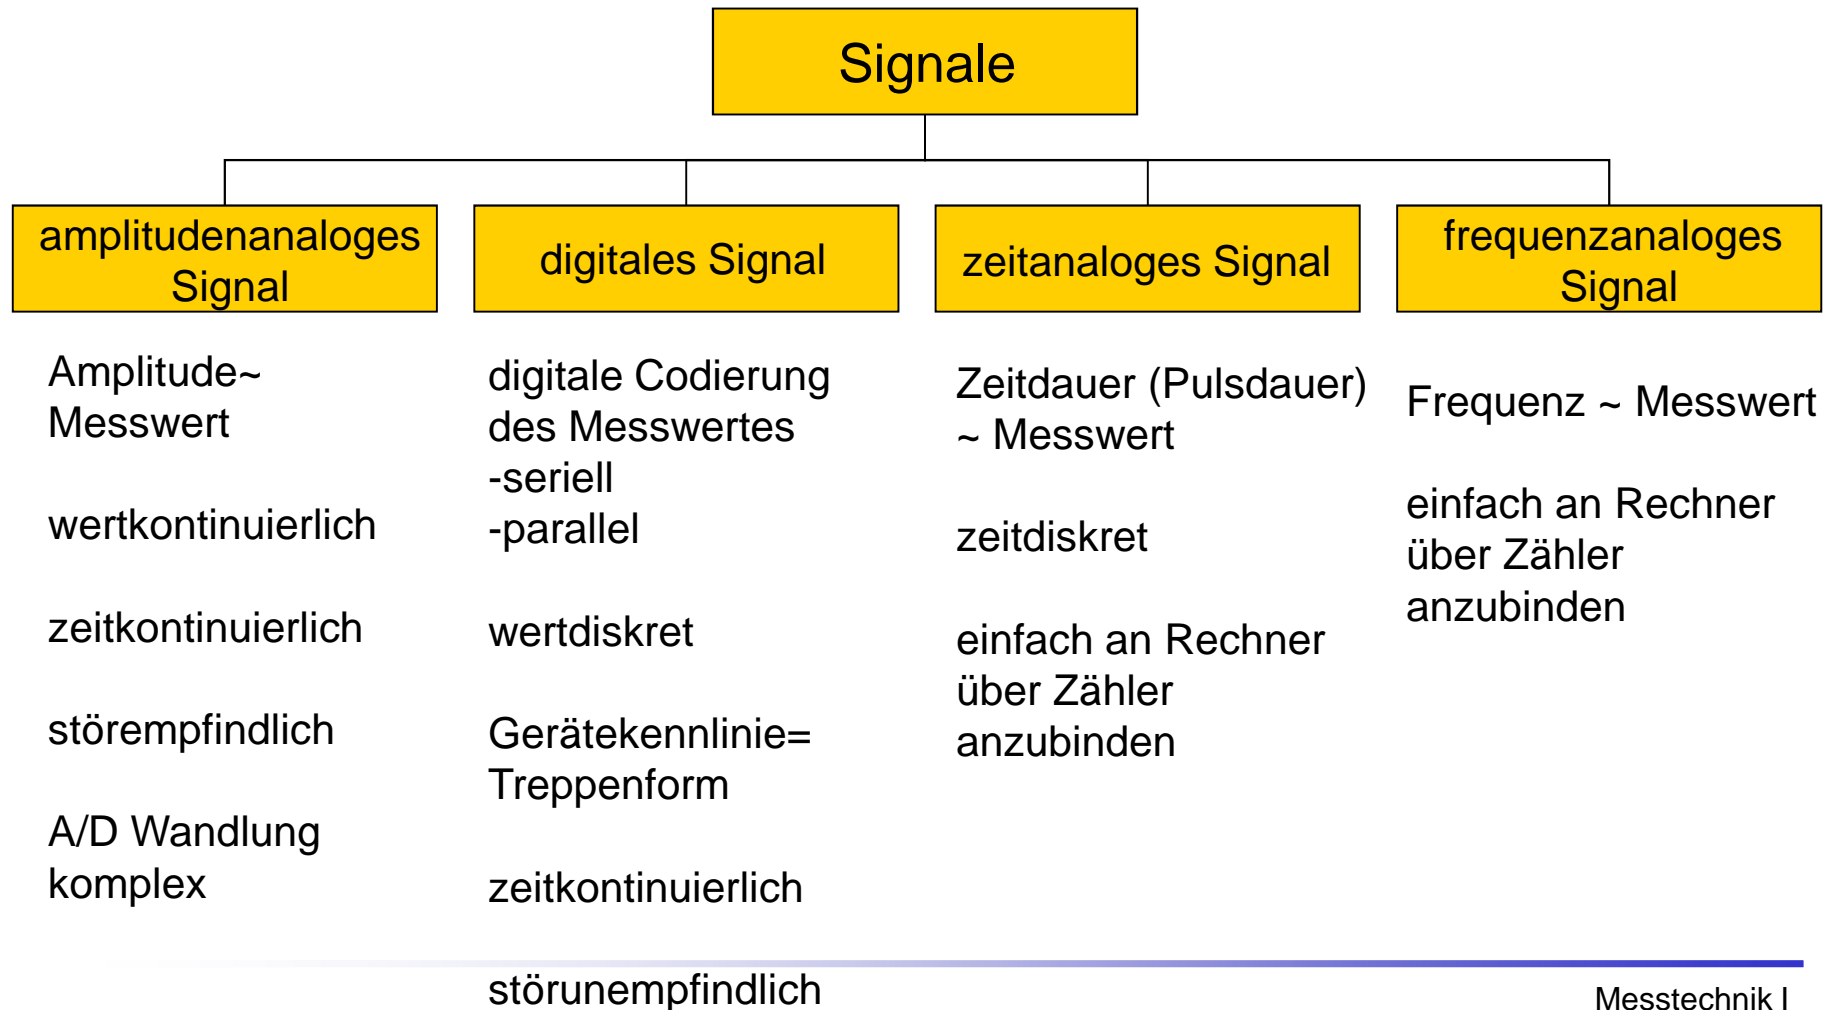 Signale
amplitudenanaloges
Signal
digitales Signal
zeitanaloges Signal
frequenzanaloges
Signal
Amplitude~
Messwert
wertkontinuierlich
zeitkontinuierlich
störempfindlich
A/D Wandlung
komplex
digitale Codierung
des Messwertes
-seriell
-parallel
wertdiskret
Gerätekennlinie=
Treppenform
zeitkontinuierlich
störunempfindlich
Zeitdauer (Pulsdauer)
~ Messwert
zeitdiskret
einfach an Rechner
über Zähler
anzubinden
Frequenz ~ Messwert
einfach an Rechner
über Zähler
anzubinden
Messtechnik I